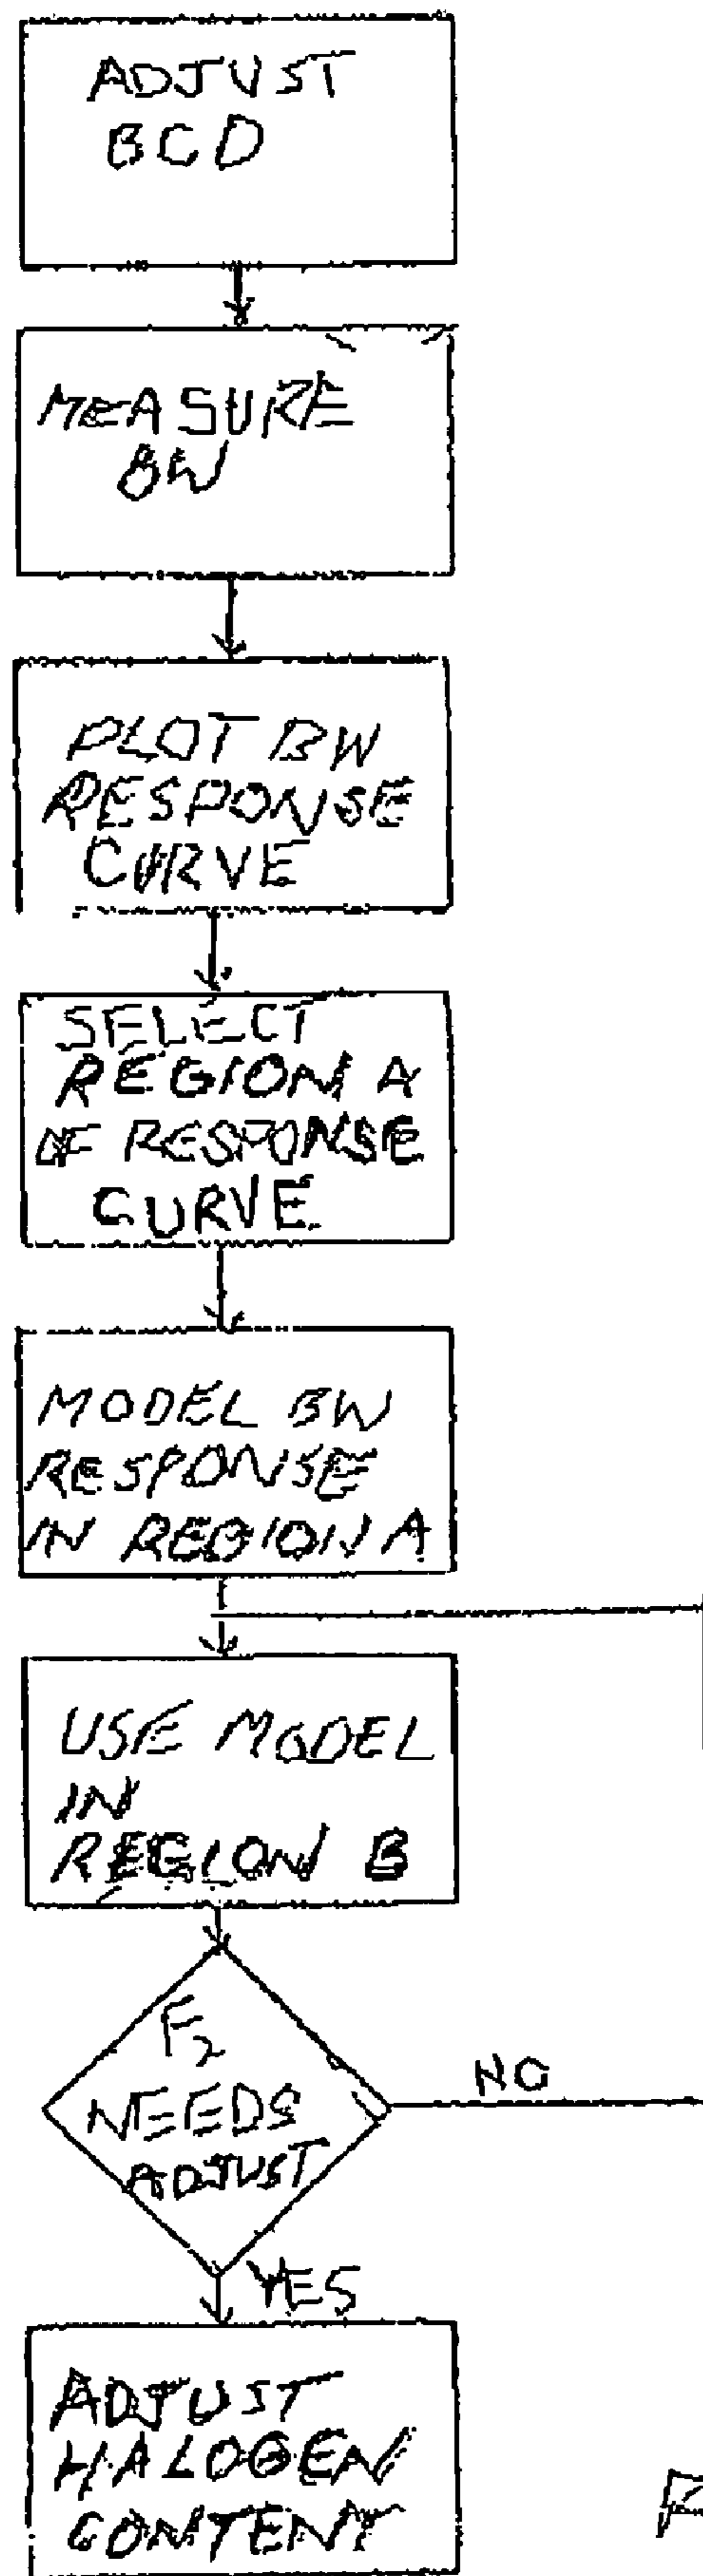 ADJUST
BCD
MEASURE
BW
PLOT BW
RESPONSE
CURVE
SELECT
REGION A
OF RESPONSE
CURVE
MODEL BW
RESPONSE
IN REGION A
USE MODEL
IN
REGION B
F₂
NEEDS
ADJUST
NO
YES
ADJUST
HALOGEN
CONTENT